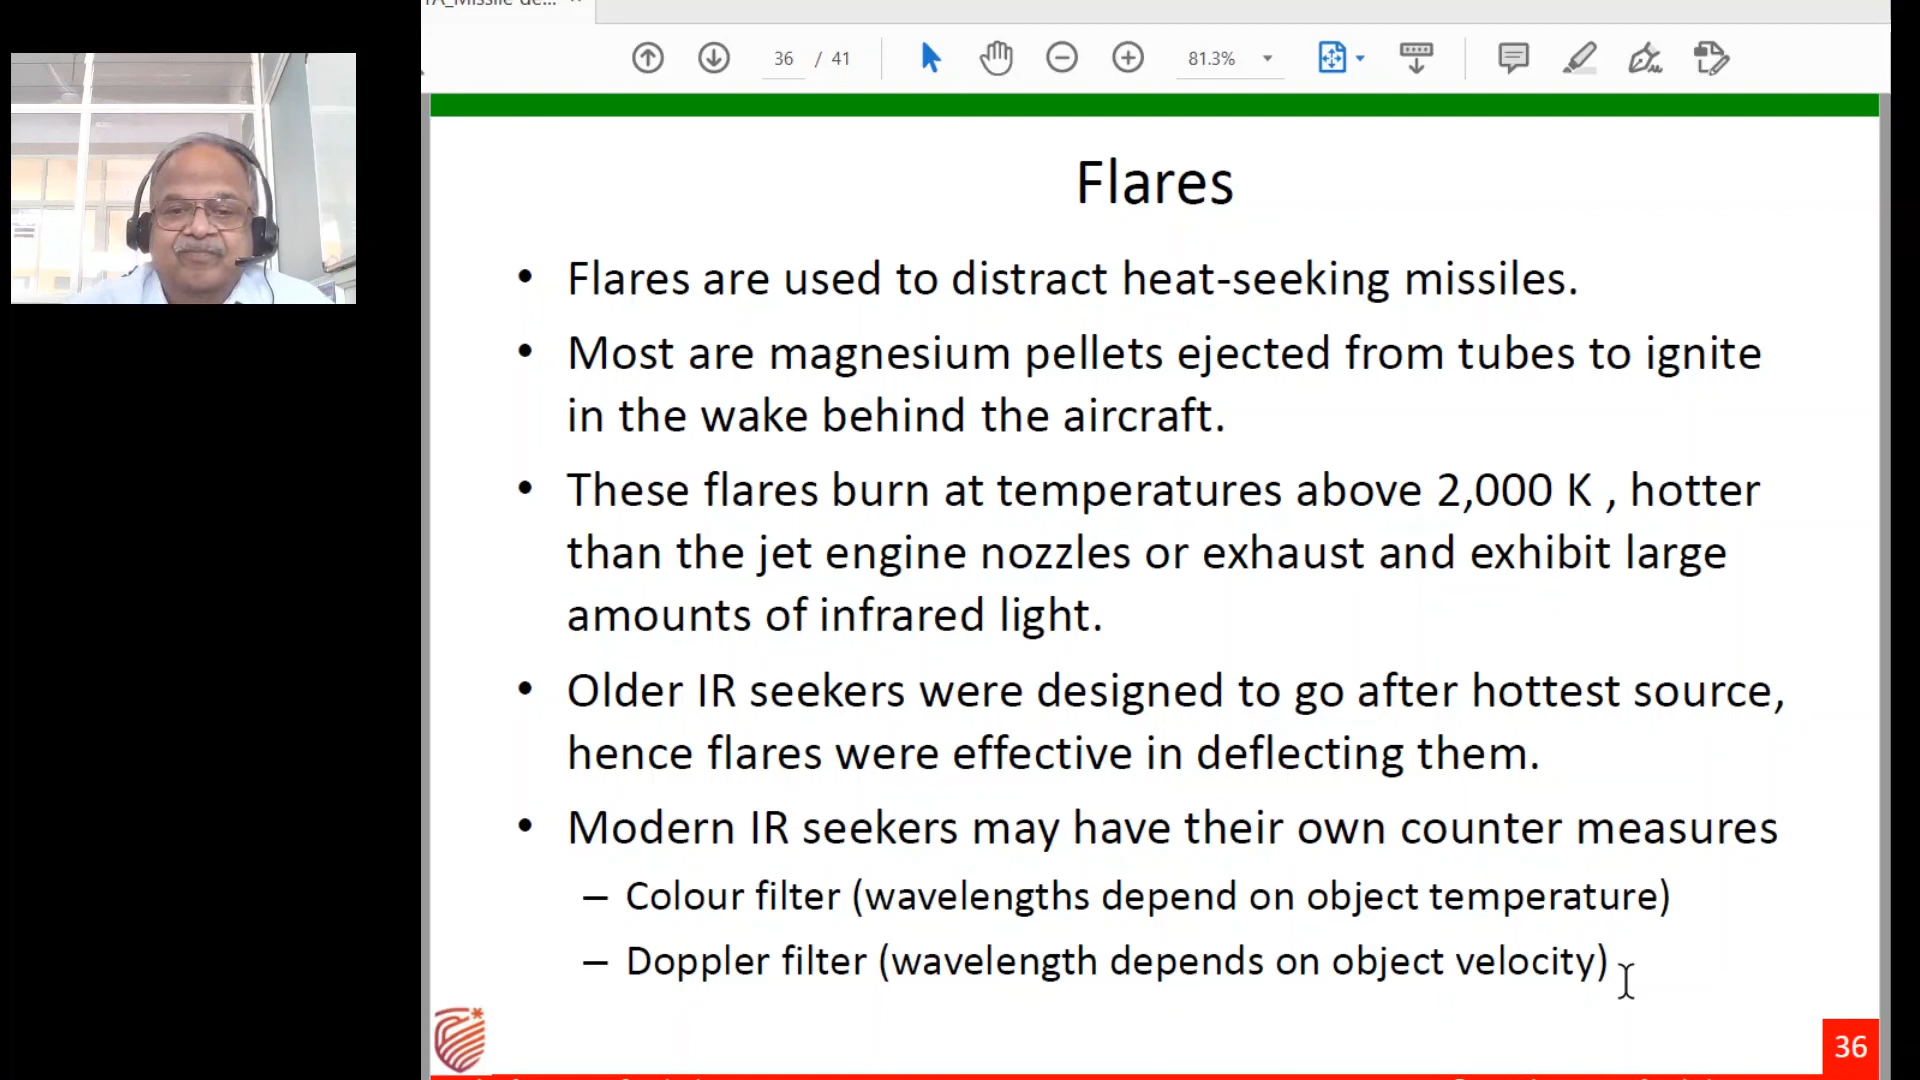 36 / 41
81.3%
Flares
• Flares are used to distract heat-seeking missiles.
• Most are magnesium pellets ejected from tubes to ignite
in the wake behind the aircraft.
• These flares burn at temperatures above 2,000 K , hotter
than the jet engine nozzles or exhaust and exhibit large
amounts of infrared light.
• Older IR seekers were designed to go after hottest source,
hence flares were effective in deflecting them.
• Modern IR seekers may have their own counter measures
– Colour filter (wavelengths depend on object temperature)
– Doppler filter (wavelength depends on object velocity)
36